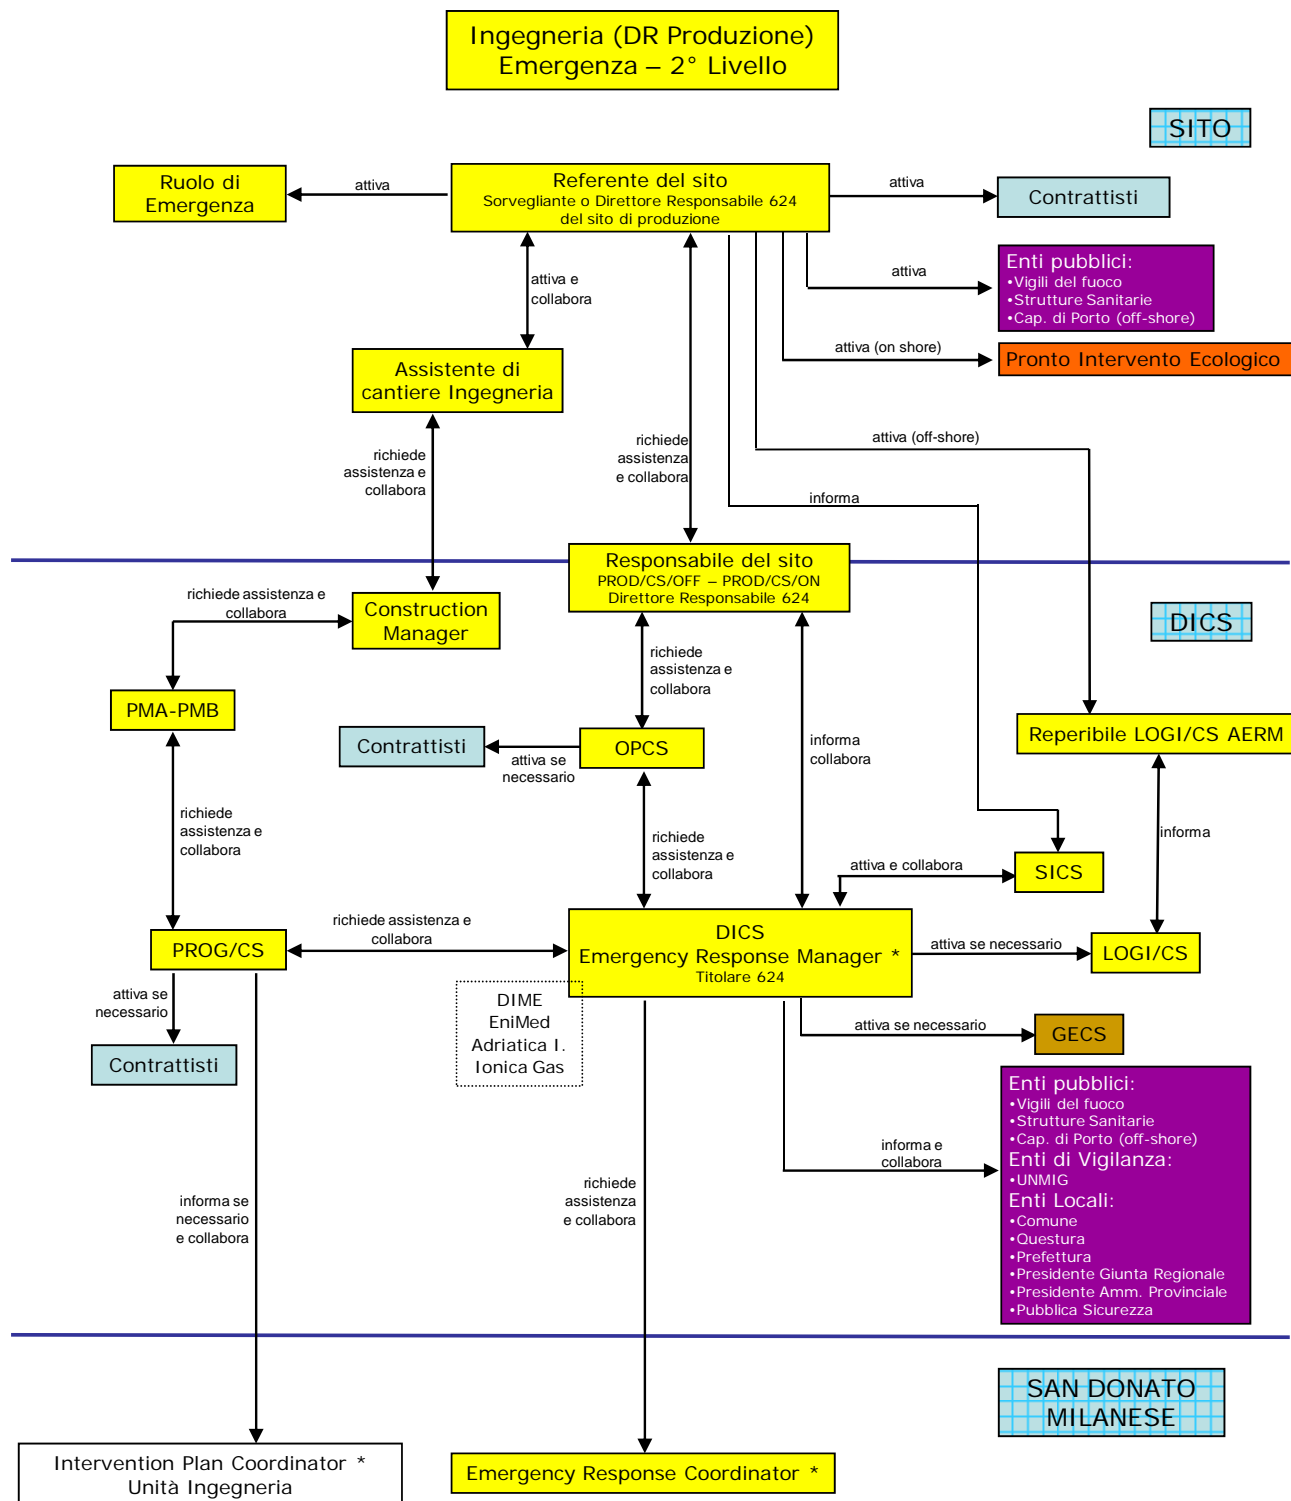 Ingegneria (DR Produzione)
Emergenza – 2° Livello
SITO
Ruolo di
Emergenza
attiva
Referente del sito
Sorvegliante o Direttore Responsabile 624
del sito di produzione
attiva
Contrattisti
attiva e
collabora
attiva
Enti pubblici:
•Vigili del fuoco
•Strutture Sanitarie
•Cap. di Porto (off-shore)
attiva (on shore)
Pronto Intervento Ecologico
Assistente di
cantiere Ingegneria
richiede
assistenza e
collabora
richiede
assistenza
e collabora
attiva (off-shore)
informa
Responsabile del sito
PROD/CS/OFF – PROD/CS/ON
Direttore Responsabile 624
DICS
richiede assistenza e
collabora
Construction
Manager
richiede
assistenza e
collabora
PMA-PMB
Contrattisti
attiva se
necessario
OPCS
informa
collabora
Reperibile LOGI/CS AERM
richiede
assistenza e
collabora
richiede
assistenza e
collabora
informa
attiva e collabora
SICS
PROG/CS
richiede assistenza e
collabora
DICS
Emergency Response Manager *
Titolare 624
attiva se necessario
LOGI/CS
attiva se
necessario
Contrattisti
DIME
EniMed
Adriatica I.
Ionica Gas
attiva se necessario
GECS
informa e
collabora
Enti pubblici:
•Vigili del fuoco
•Strutture Sanitarie
•Cap. di Porto (off-shore)
Enti di Vigilanza:
•UNMIG
Enti Locali:
•Comune
•Questura
•Prefettura
•Presidente Giunta Regionale
•Presidente Amm. Provinciale
•Pubblica Sicurezza
informa se
necessario
e collabora
richiede
assistenza
e collabora
SAN DONATO
MILANESE
Intervention Plan Coordinator *
Unità Ingegneria
Emergency Response Coordinator *